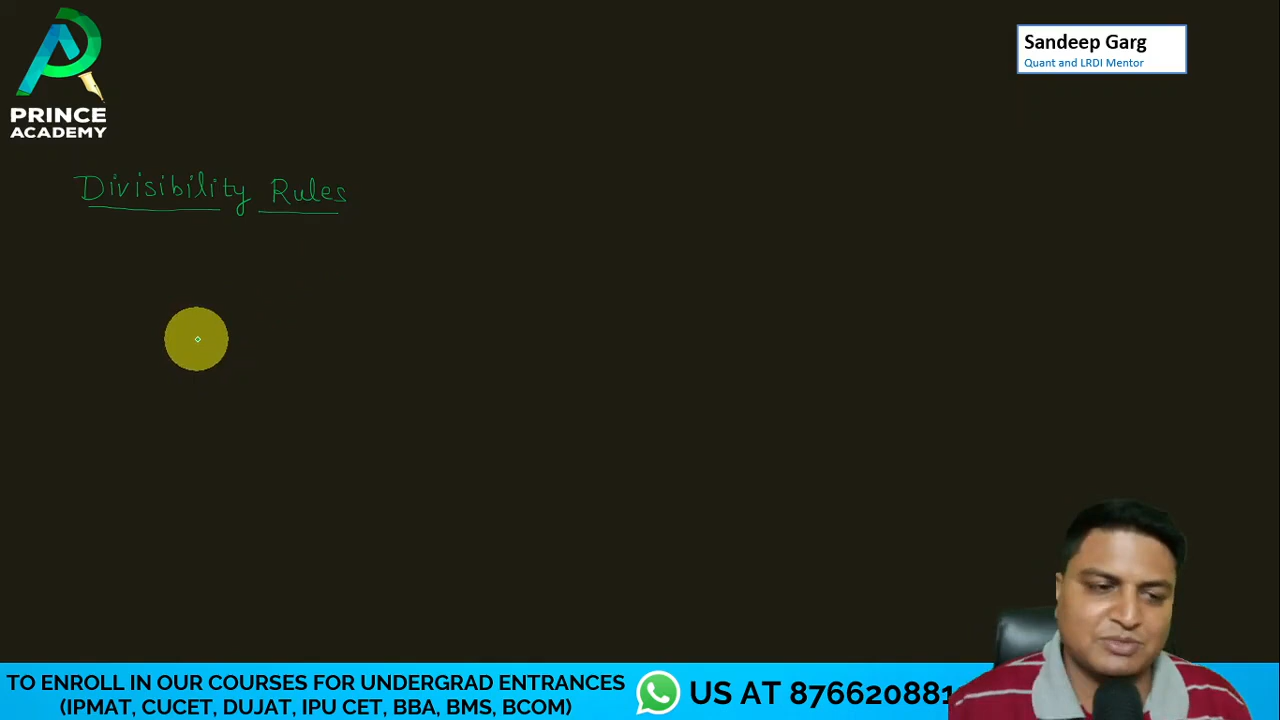 Sandeep Garg
Quant and LRDI Mentor
PRINCE
ACADEMY
Divisibility Rules
TO ENROLL IN OUR COURSES FOR UNDERGRAD ENTRANCES
(IPMAT, CUCET, DUJAT, IPU CET, BBA, BMS, BCOM)
US AT 876620881